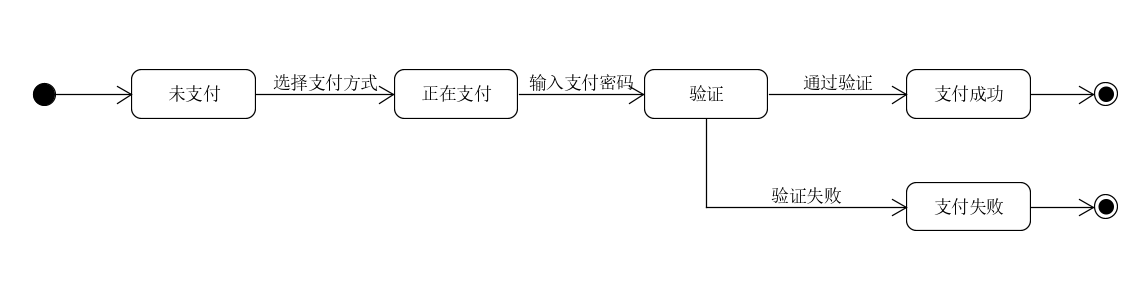 未支付
选择支付方式
正在支付
输入支付密码
验证
通过验证
支付成功
验证失败
支付失败